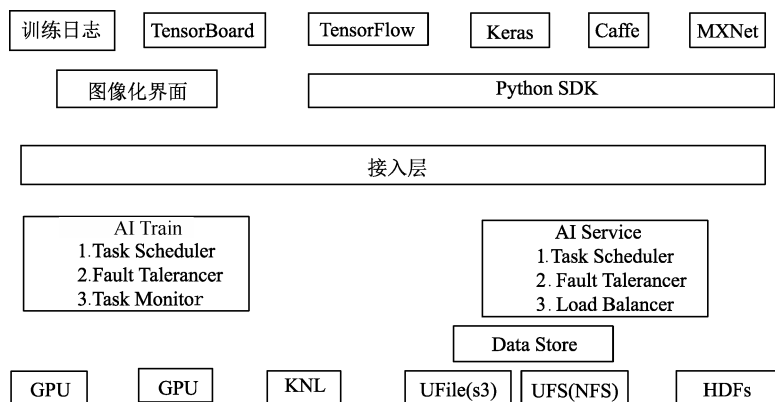 训练日志
TensorBoard
TensorFlow
Keras
Caffe
MXNet
图像化界面
Python SDK
接入层
AI Train
1.Task Scheduler
2.Fault Talerancer
3.Task Monitor
AI Service
1.Task Scheduler
2. Fault Talerancer
3. Load Balancer
Data Store
GPU
GPU
KNL
UFile(s3)
UFS(NFS)
HDFs